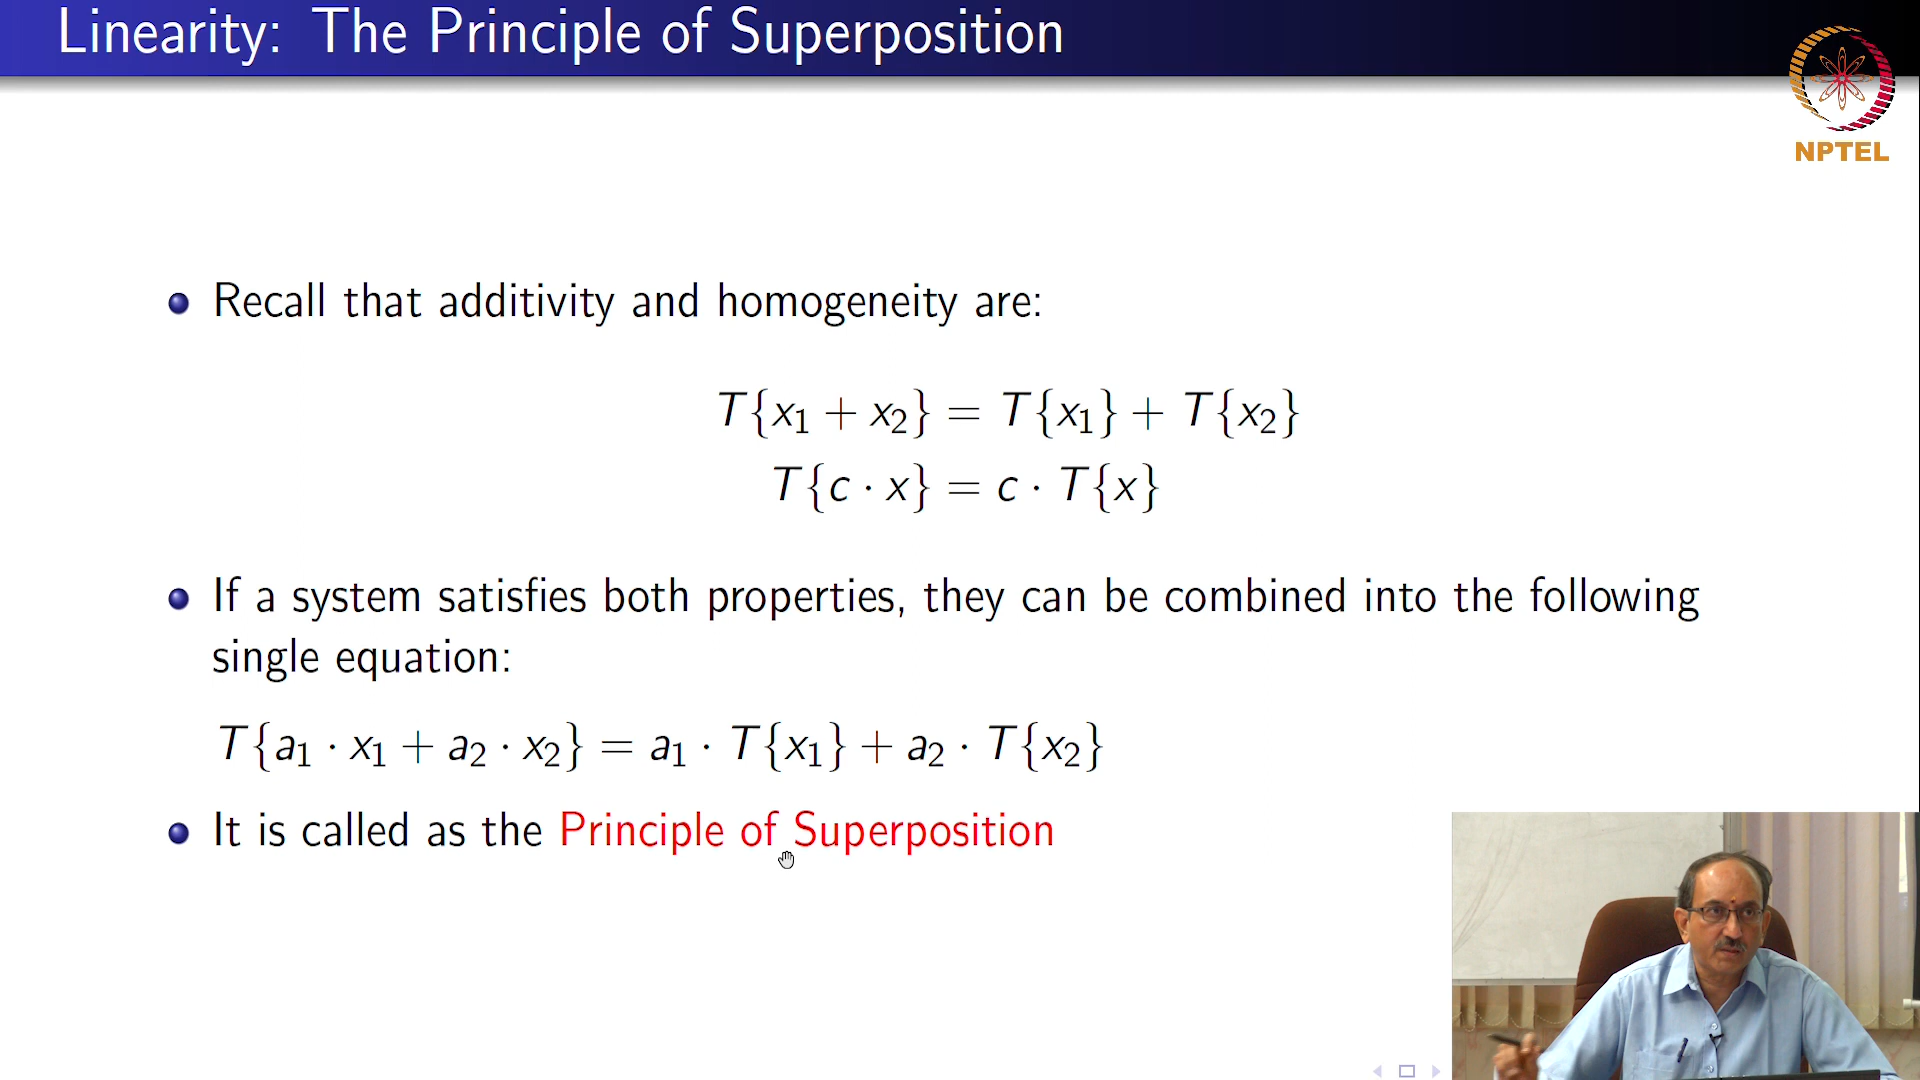 Linearity: The Principle of Superposition
NPTEL
Recall that additivity and homogeneity are:
T{x₁ + x₂} = T{x₁} + T{x₂}
T{c · x} = c · T{x}
If a system satisfies both properties, they can be combined into the following
single equation:
T{a₁ · x₁ + a₂ · x₂} = a₁ · T{x₁} + a₂ · T{x₂}
It is called as the Principle of Superposition